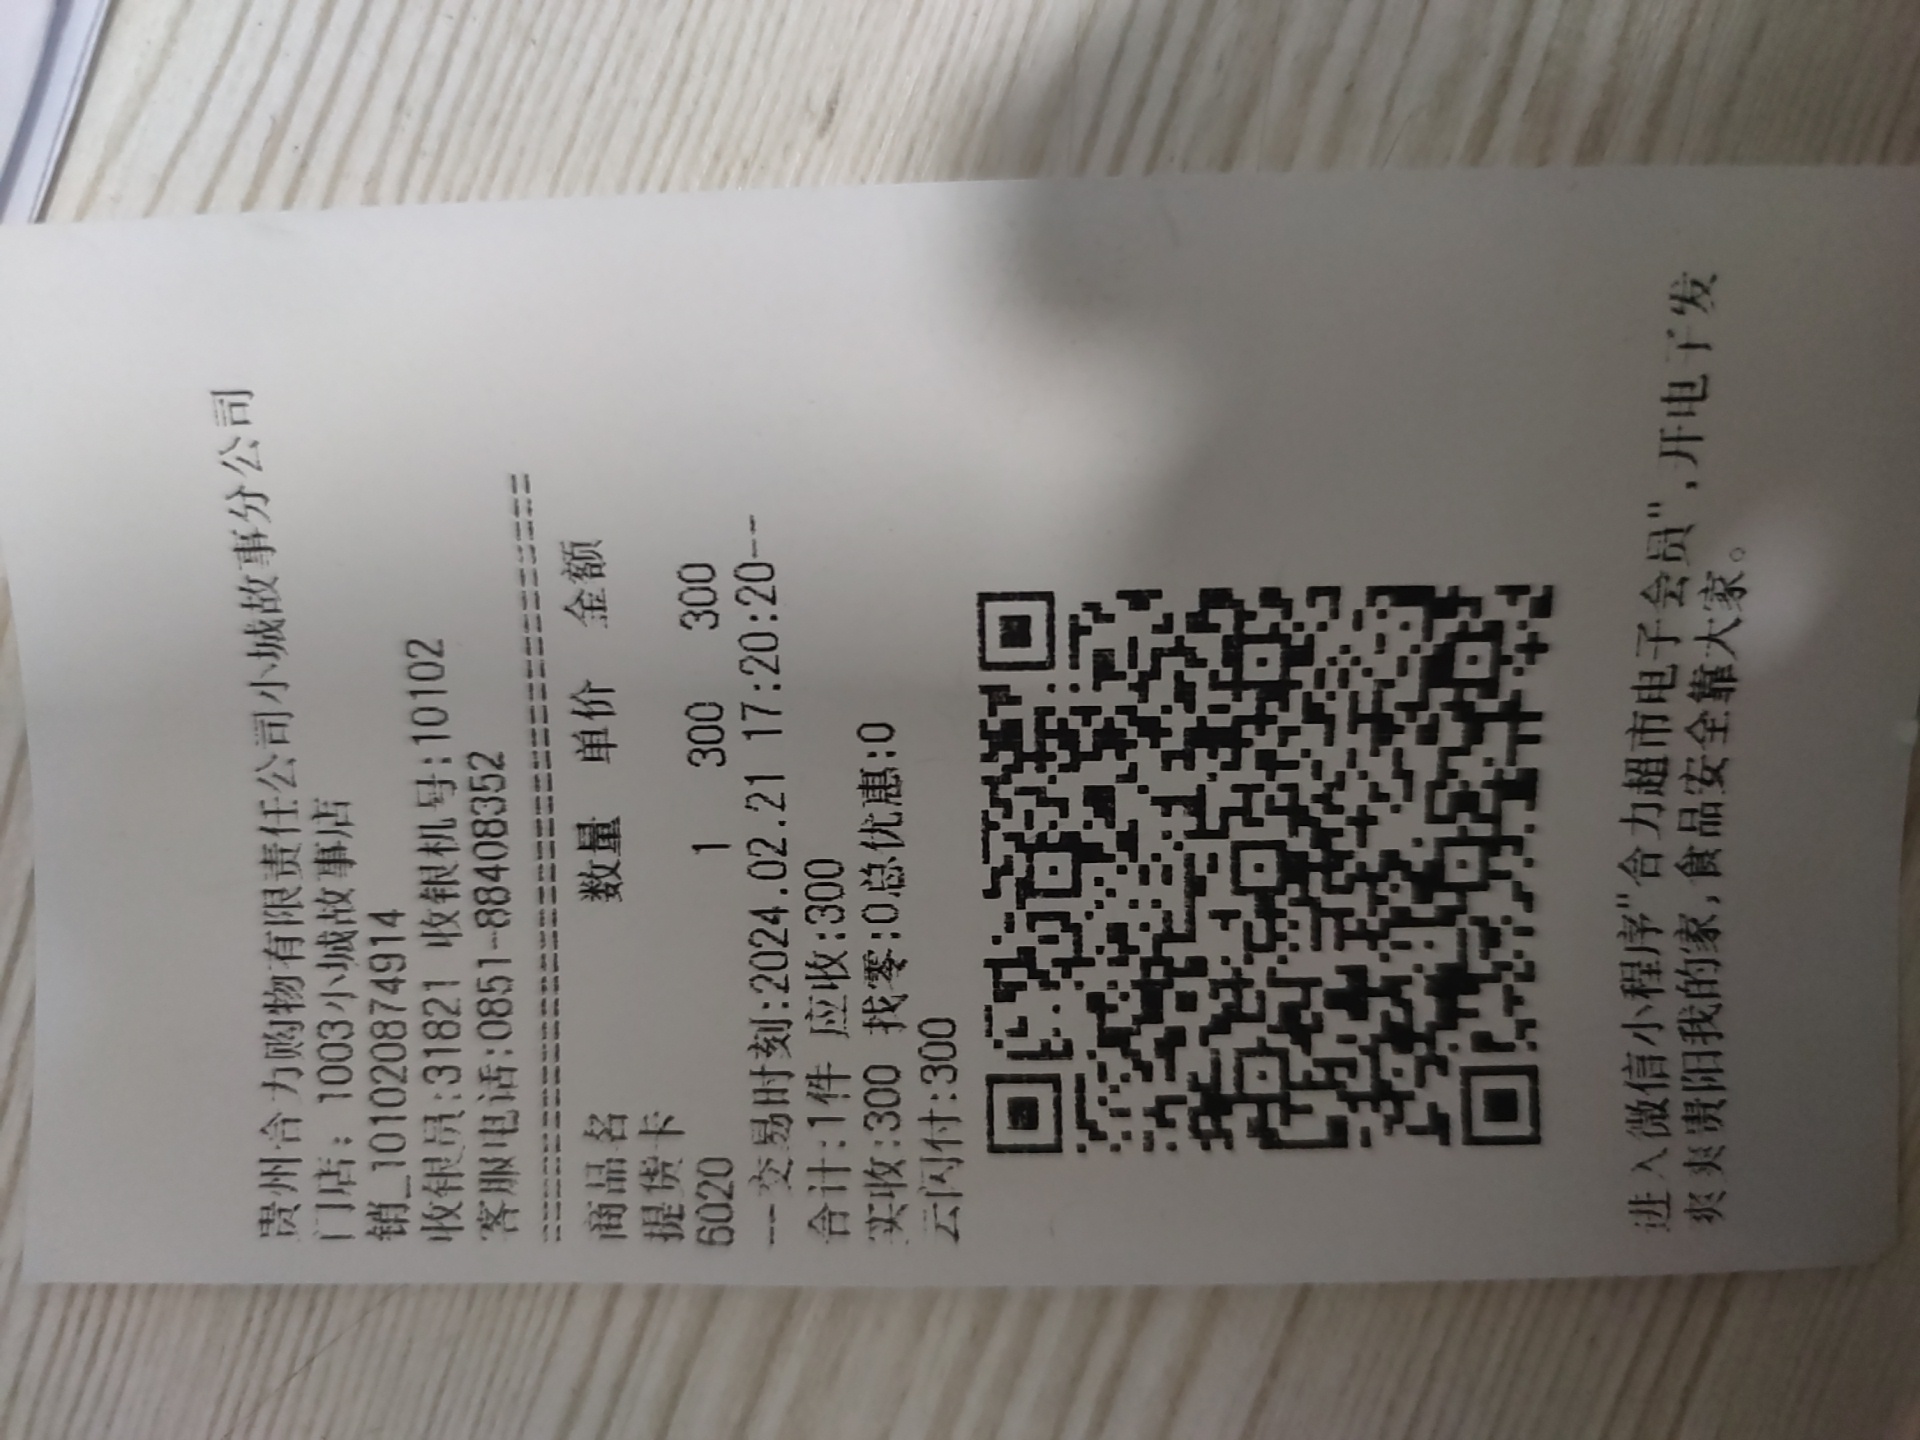 贵州合力购物有限责任公司小城故事分公司
门店: 1003小城故事店
销_1010208749​14
收银员:31821 收银机号:10102
客服电话:0851-88408352
商品名 数量 单价 金额
提货卡
6020 1 300 300
--交易时刻:2024.02.21 17:20:20--
合计:1件 应收:300
实收:300 找零:0总优惠:0
云闪付:300
进入微信小程序"合力超市电子会员",开电子发
爽爽贵阳我的家,食品安全靠大家。